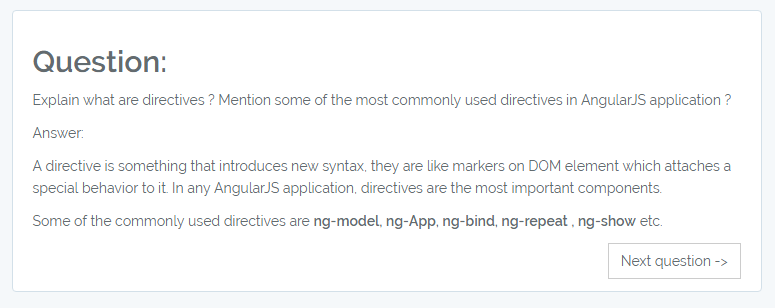 Question:
Explain what are directives ? Mention some of the most commonly used directives in AngularJS application ?
Answer:
A directive is something that introduces new syntax, they are like markers on DOM element which attaches a
special behavior to it. In any AngularJS application, directives are the most important components.
Some of the commonly used directives are ng-model, ng-App, ng-bind, ng-repeat , ng-show etc.
Next question ->